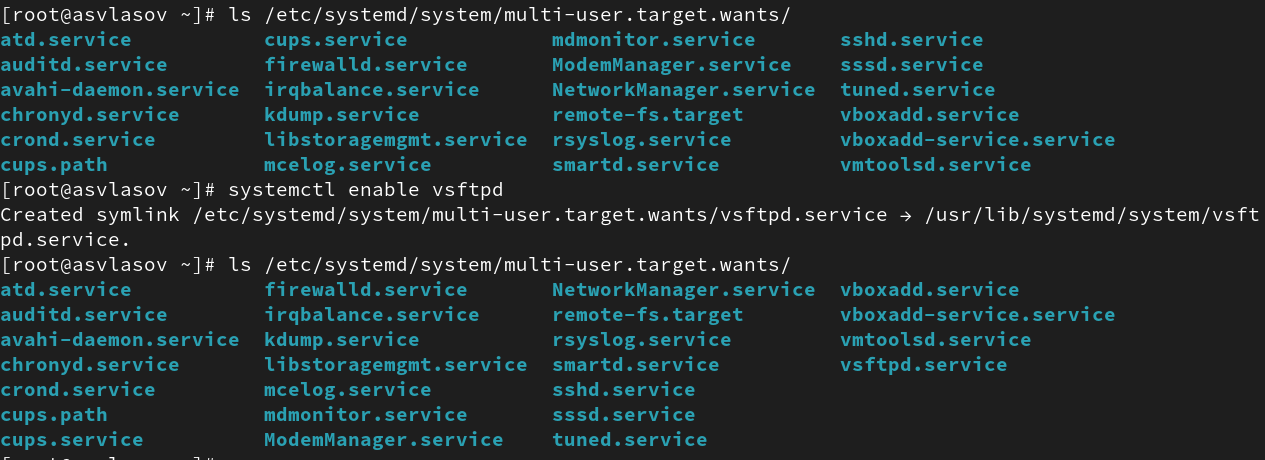 [root@asvlasov ~]# ls /etc/systemd/system/multi-user.target.wants/
atd.service cups.service mdmonitor.service sshd.service
auditd.service firewalld.service ModemManager.service sssd.service
avahi-daemon.service irqbalance.service NetworkManager.service tuned.service
chronyd.service kdump.service remote-fs.target vboxadd.service
crond.service libstoragemgmt.service rsyslog.service vboxadd-service.service
cups.path mcelog.service smartd.service vmtoolsd.service
[root@asvlasov ~]# systemctl enable vsftpd
Created symlink /etc/systemd/system/multi-user.target.wants/vsftpd.service → /usr/lib/systemd/system/vsft
pd.service.
[root@asvlasov ~]# ls /etc/systemd/system/multi-user.target.wants/
atd.service firewalld.service NetworkManager.service vboxadd.service
auditd.service irqbalance.service remote-fs.target vboxadd-service.service
avahi-daemon.service kdump.service rsyslog.service vmtoolsd.service
chronyd.service libstoragemgmt.service smartd.service vsftpd.service
crond.service mcelog.service sshd.service
cups.path mdmonitor.service sssd.service
cups.service ModemManager.service tuned.service